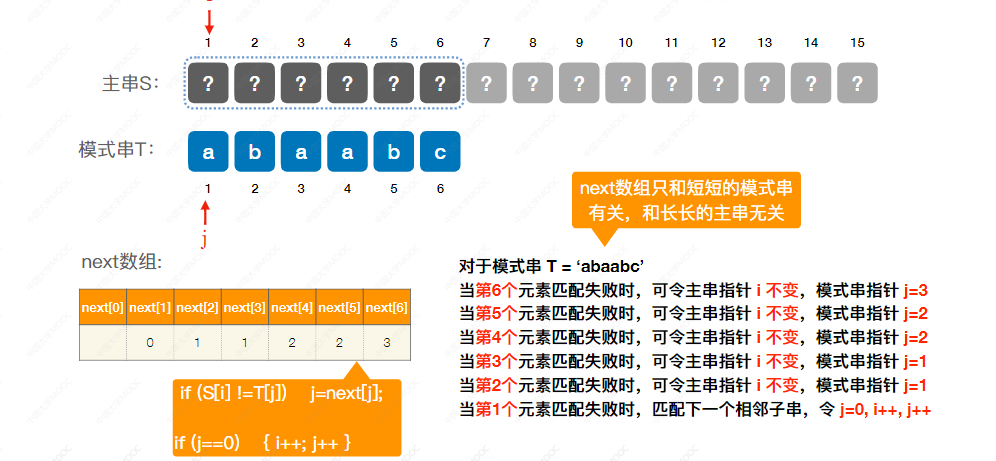 1 2 3 4 5 6 7 8 9 10 11 12 13 14 15
主串S： ? ? ? ? ? ? ? ? ? ? ? ? ? ? ?
模式串T： a b a a b c
1 2 3 4 5 6
j
next数组:
next[0] next[1] next[2] next[3] next[4] next[5] next[6]
0 1 1 2 2 3
if (S[i] !=T[j]) j=next[j];
if (j==0) { i++; j++ }
next数组只和短短的模式串
有关，和长长的主串无关
对于模式串 T = ‘abaabc’
当第6个元素匹配失败时，可令主串指针 i 不变，模式串指针 j=3
当第5个元素匹配失败时，可令主串指针 i 不变，模式串指针 j=2
当第4个元素匹配失败时，可令主串指针 i 不变，模式串指针 j=2
当第3个元素匹配失败时，可令主串指针 i 不变，模式串指针 j=1
当第2个元素匹配失败时，可令主串指针 i 不变，模式串指针 j=1
当第1个元素匹配失败时，匹配下一个相邻子串，令 j=0, i++, j++